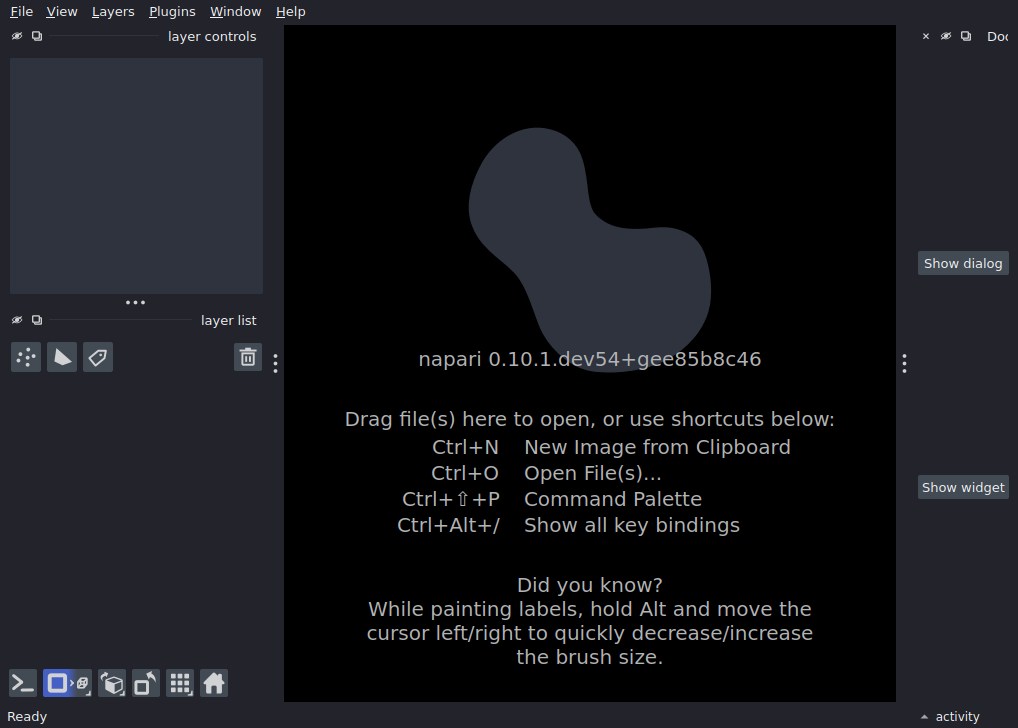 File View Layers Plugins Window Help
layer controls
layer list
napari 0.10.1.dev54+gee85b8c46
Drag file(s) here to open, or use shortcuts below:
Ctrl+N New Image from Clipboard
Ctrl+O Open File(s)...
Ctrl+⇧+P Command Palette
Ctrl+Alt+/ Show all key bindings
Did you know?
While painting labels, hold Alt and move the
cursor left/right to quickly decrease/increase
the brush size.
Show dialog
Show widget
Ready
activity